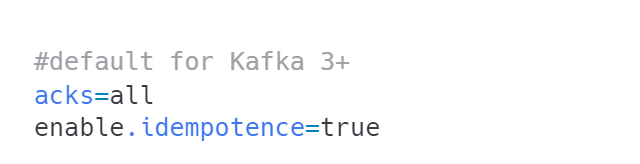 #default for Kafka 3+
acks=all
enable.idempotence=true